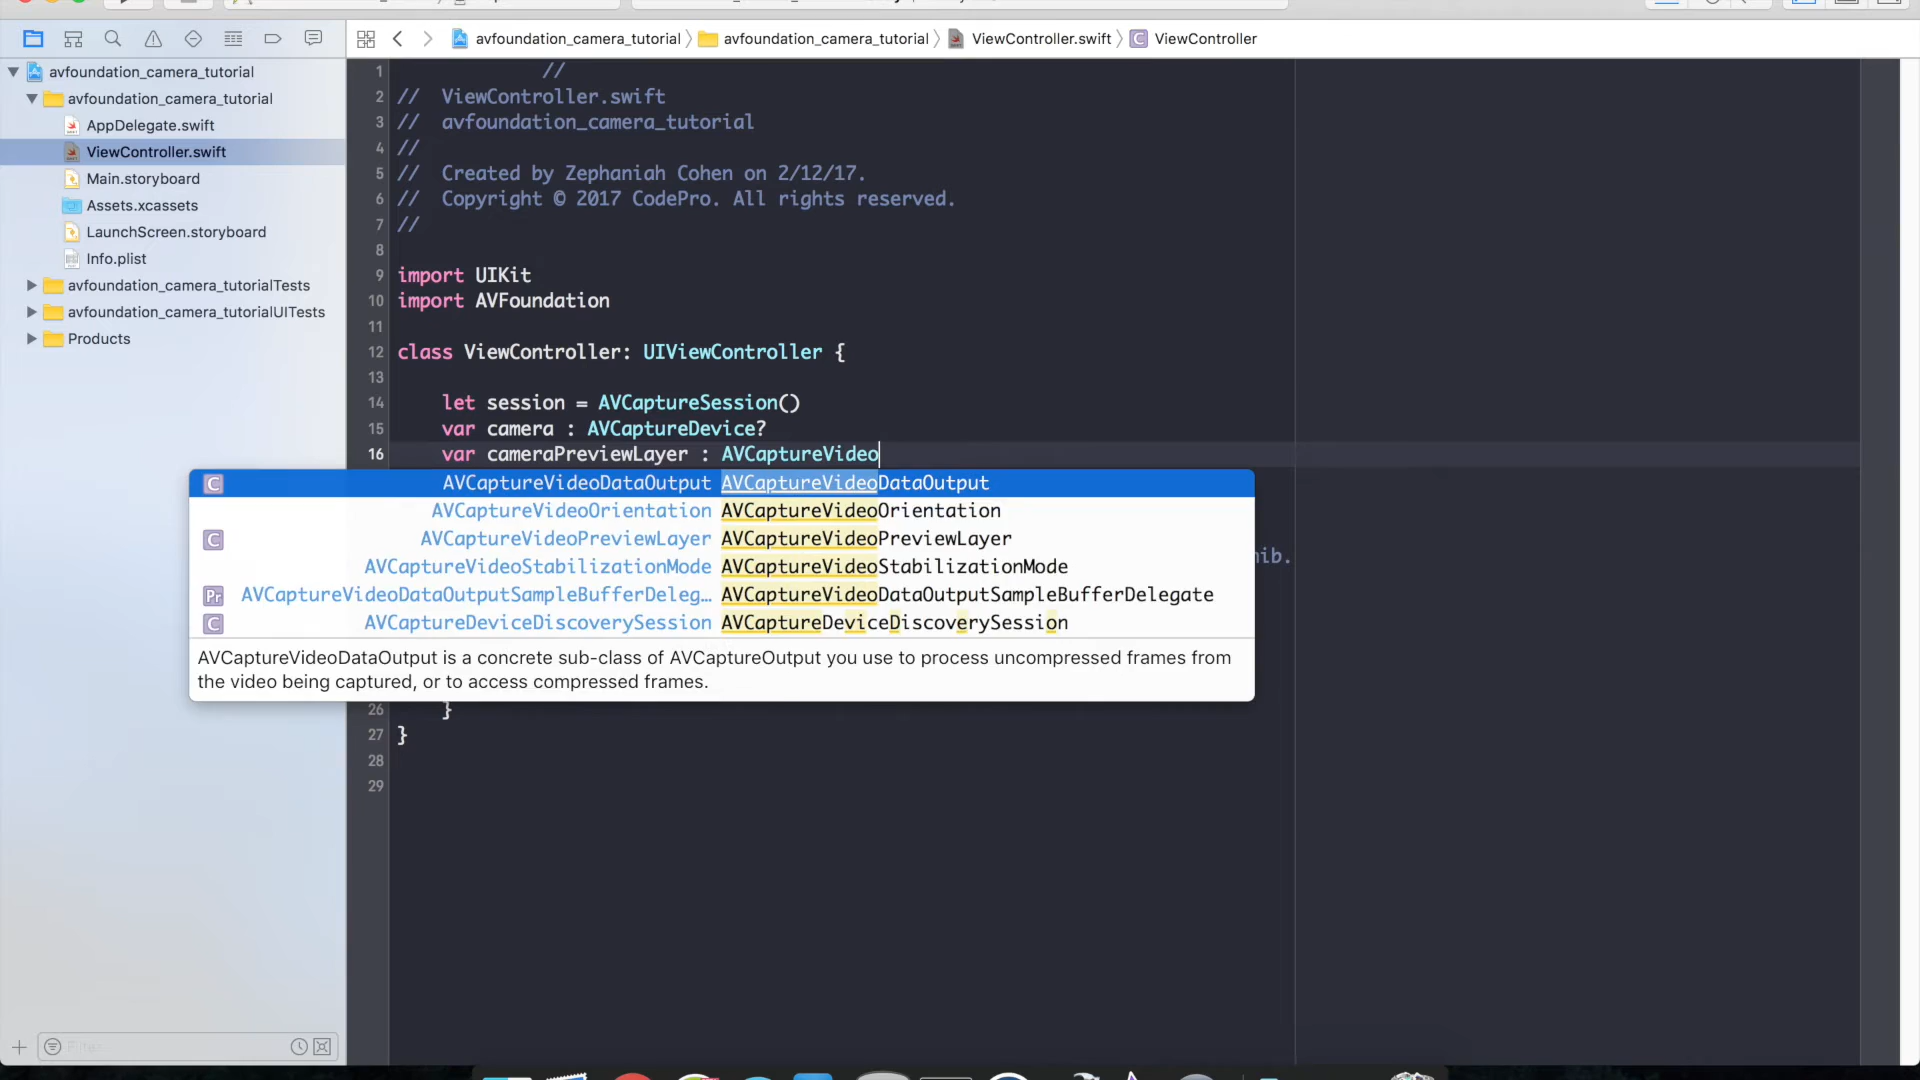 avfoundation_camera_tutorial
avfoundation_camera_tutorial
ViewController.swift
ViewController
avfoundation_camera_tutorial
avfoundation_camera_tutorial
AppDelegate.swift
ViewController.swift
Main.storyboard
Assets.xcassets
LaunchScreen.storyboard
Info.plist
avfoundation_camera_tutorialTests
avfoundation_camera_tutorialUITests
Products
1 //
2 // ViewController.swift
3 // avfoundation_camera_tutorial
4 //
5 // Created by Zephaniah Cohen on 2/12/17.
6 // Copyright © 2017 CodePro. All rights reserved.
7 //
8
9 import UIKit
10 import AVFoundation
11
12 class ViewController: UIViewController {
13
14 let session = AVCaptureSession()
15 var camera : AVCaptureDevice?
16 var cameraPreviewLayer : AVCaptureVideo
C AVCaptureVideoDataOutput AVCaptureVideoDataOutput
AVCaptureVideoOrientation AVCaptureVideoOrientation
C AVCaptureVideoPreviewLayer AVCaptureVideoPreviewLayer
nib.
AVCaptureVideoStabilizationMode AVCaptureVideoStabilizationMode
Pr AVCaptureVideoDataOutputSampleBufferDeleg… AVCaptureVideoDataOutputSampleBufferDelegate
C AVCaptureDeviceDiscoverySession AVCaptureDeviceDiscoverySession
AVCaptureVideoDataOutput is a concrete sub-class of AVCaptureOutput you use to process uncompressed frames from
the video being captured, or to access compressed frames.
26 }
27 }
28
29
Filter